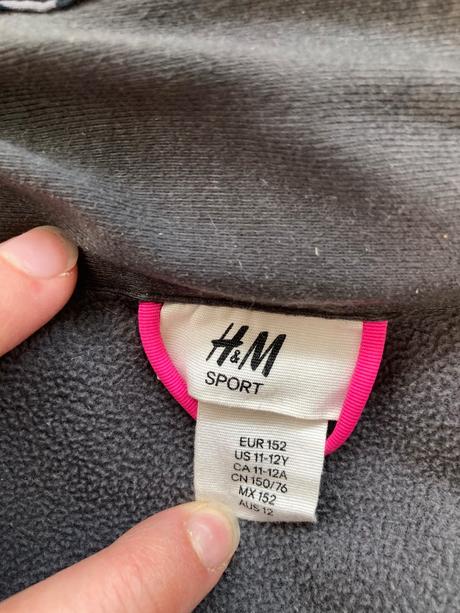 H&M
SPORT
EUR 152
US 11-12Y
CA 11-12A
CN 150/76
MX 152
AUS 12